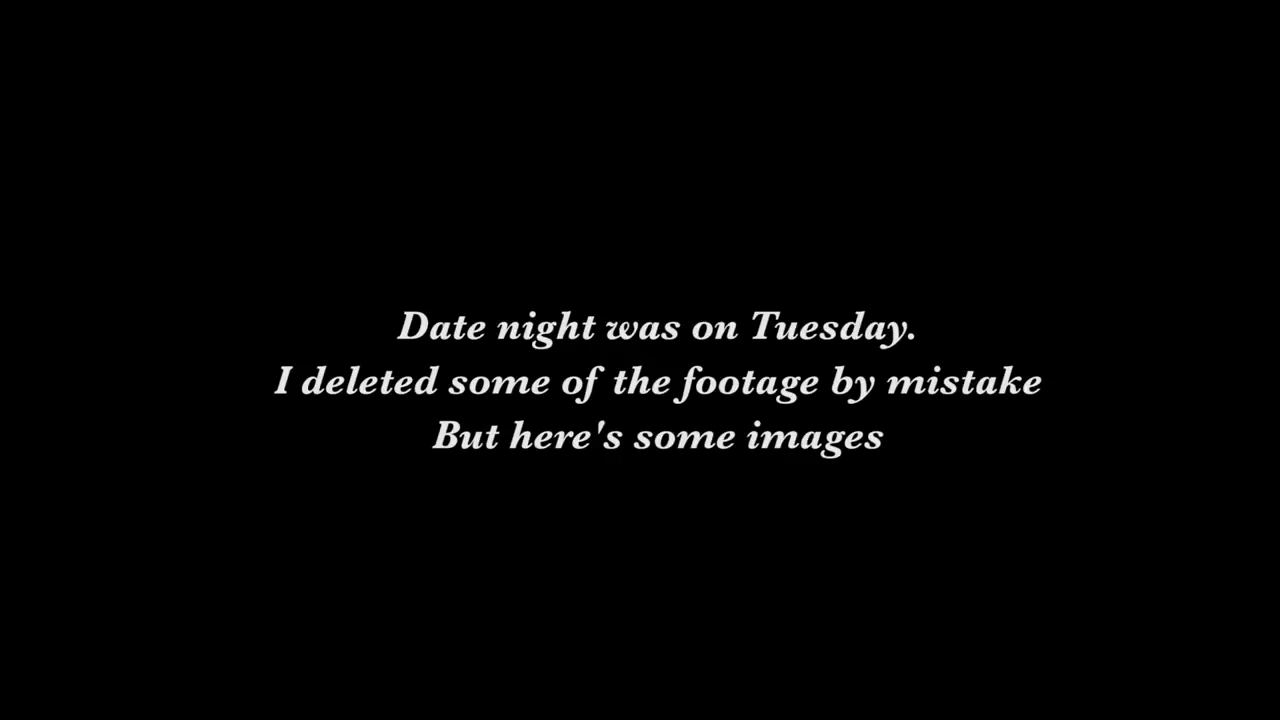 Date night was on Tuesday.
I deleted some of the footage by mistake
But here's some images